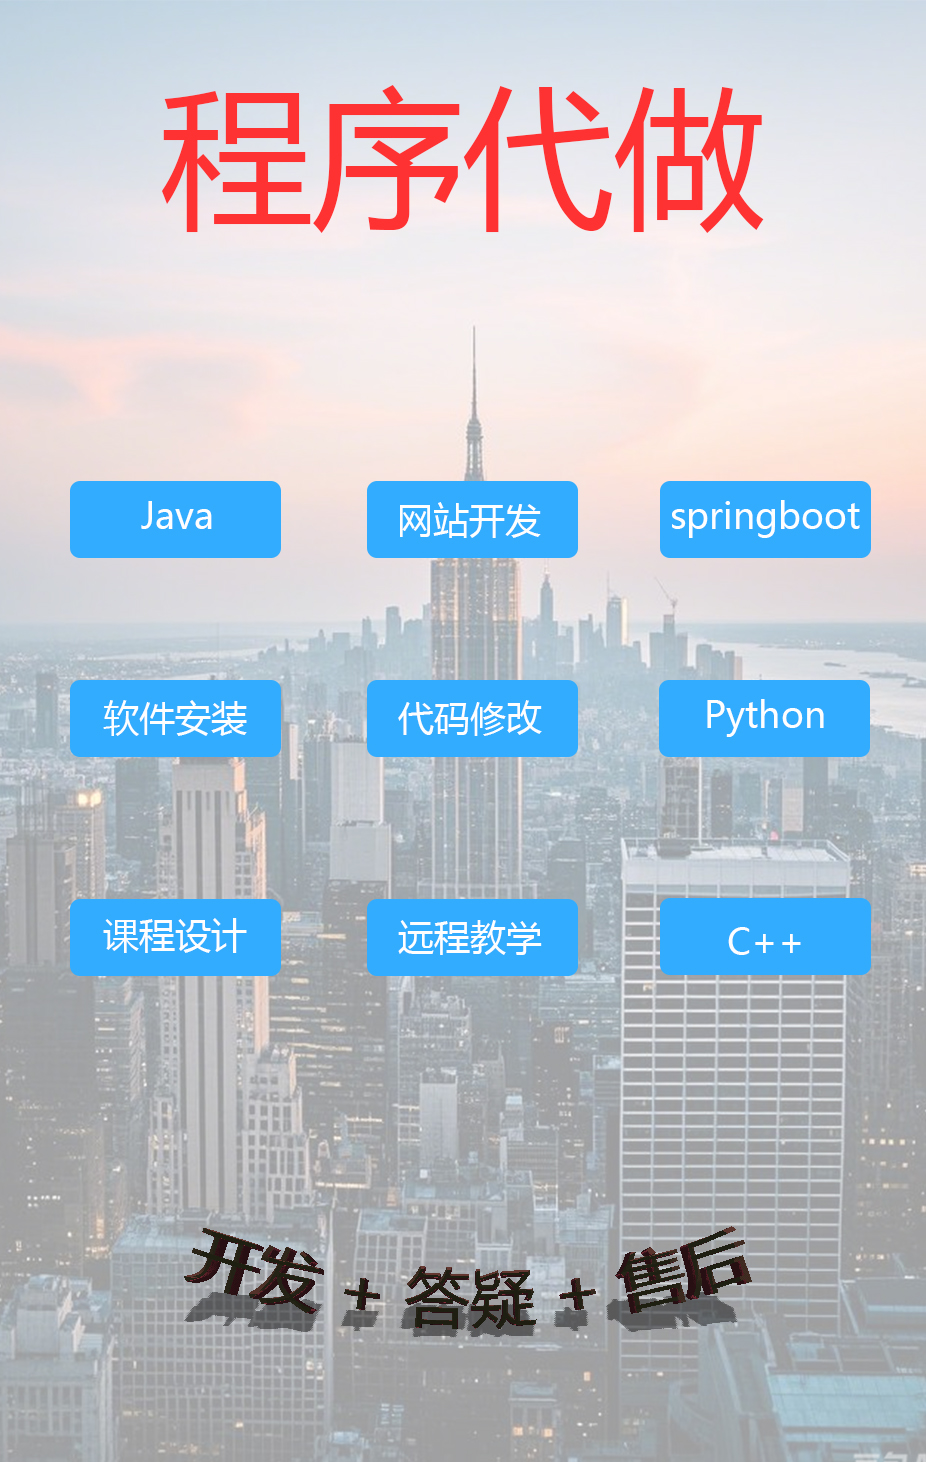 程序代做
Java 网站开发 springboot
软件安装 代码修改 Python
课程设计 远程教学 C++
开发 + 答疑 + 售后